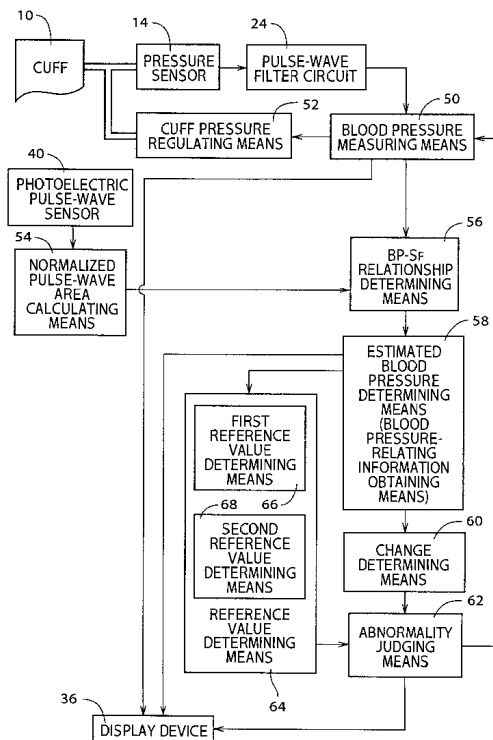 10
CUFF
14
PRESSURE
SENSOR
24
PULSE-WAVE
FILTER CIRCUIT
52
CUFF PRESSURE
REGULATING MEANS
50
BLOOD PRESSURE
MEASURING MEANS
40
PHOTOELECTRIC
PULSE-WAVE
SENSOR
54
NORMALIZED
PULSE-WAVE
AREA
CALCULATING
MEANS
56
BP-SF
RELATIONSHIP
DETERMINING
MEANS
58
ESTIMATED
BLOOD
PRESSURE
DETERMINING
MEANS
(BLOOD
PRESSURE-
RELATING
INFORMATION
OBTAINING
MEANS)
FIRST
REFERENCE
VALUE
DETERMINING
MEANS
66
68
SECOND
REFERENCE
VALUE
DETERMINING
MEANS
REFERENCE
VALUE
DETERMINING
MEANS
64
60
CHANGE
DETERMINING
MEANS
62
ABNORMALITY
JUDGING
MEANS
36
DISPLAY DEVICE